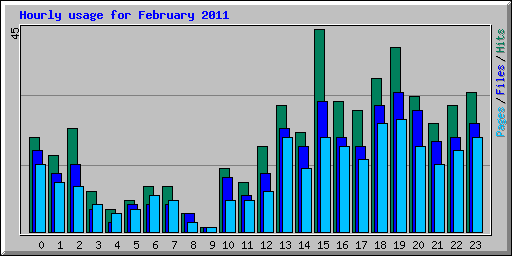 Hourly usage for February 2011
45
Pages / Files / Hits
0 1 2 3 4 5 6 7 8 9 10 11 12 13 14 15 16 17 18 19 20 21 22 23